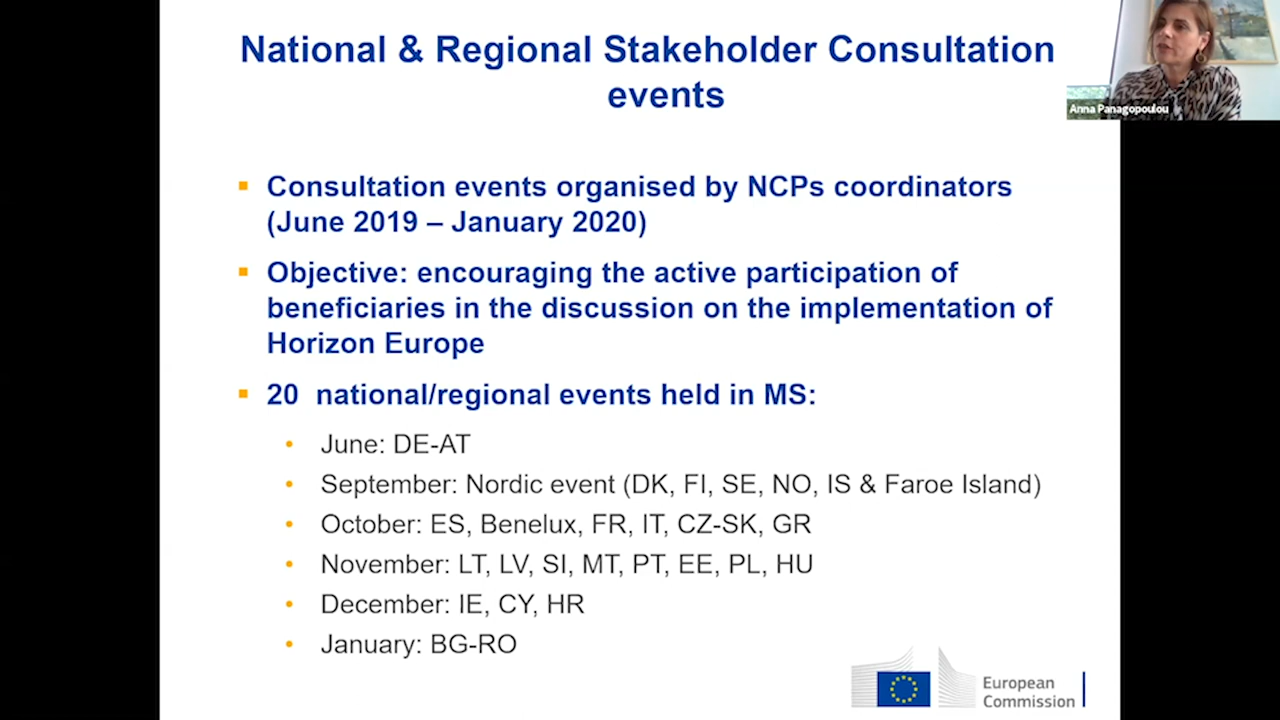 National & Regional Stakeholder Consultation
events
Anna Panagopoulou
Consultation events organised by NCPs coordinators
(June 2019 – January 2020)
Objective: encouraging the active participation of
beneficiaries in the discussion on the implementation of
Horizon Europe
20 national/regional events held in MS:
June: DE-AT
September: Nordic event (DK, FI, SE, NO, IS & Faroe Island)
October: ES, Benelux, FR, IT, CZ-SK, GR
November: LT, LV, SI, MT, PT, EE, PL, HU
December: IE, CY, HR
January: BG-RO
European
Commission